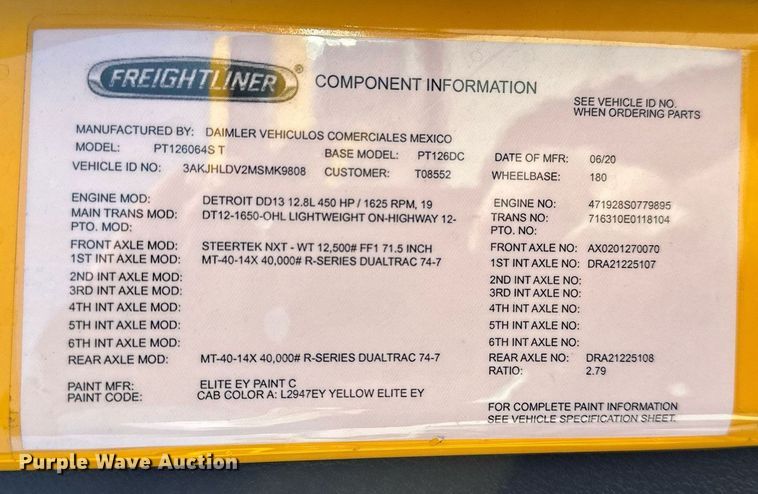 FREIGHTLINER® COMPONENT INFORMATION
SEE VEHICLE ID NO.
WHEN ORDERING PARTS
MANUFACTURED BY: DAIMLER VEHICULOS COMERCIALES MEXICO
MODEL: PT126064S T BASE MODEL: PT126DC DATE OF MFR: 06/20
VEHICLE ID NO: 3AKJHLDV2MSMK9808 CUSTOMER: T08552 WHEELBASE: 180
ENGINE MOD: DETROIT DD13 12.8L 450 HP / 1625 RPM, 19 ENGINE NO: 471928S0779895
MAIN TRANS MOD: DT12-1650-OHL LIGHTWEIGHT ON-HIGHWAY 12- TRANS NO: 716310E0118104
PTO. MOD: PTO. NO:
FRONT AXLE MOD: STEERTEK NXT - WT 12,500# FF1 71.5 INCH FRONT AXLE NO: AX0201270070
1ST INT AXLE MOD: MT-40-14X 40,000# R-SERIES DUALTRAC 74-7 1ST INT AXLE NO: DRA21225107
2ND INT AXLE MOD: 2ND INT AXLE NO:
3RD INT AXLE MOD: 3RD INT AXLE NO:
4TH INT AXLE MOD: 4TH INT AXLE NO:
5TH INT AXLE MOD: 5TH INT AXLE NO:
6TH INT AXLE MOD: 6TH INT AXLE NO:
REAR AXLE MOD: MT-40-14X 40,000# R-SERIES DUALTRAC 74-7 REAR AXLE NO: DRA21225108
RATIO: 2.79
PAINT MFR: ELITE EY PAINT C
PAINT CODE: CAB COLOR A: L2947EY YELLOW ELITE EY
FOR COMPLETE PAINT INFORMATION
SEE VEHICLE SPECIFICATION SHEET.
Purple Wave Auction